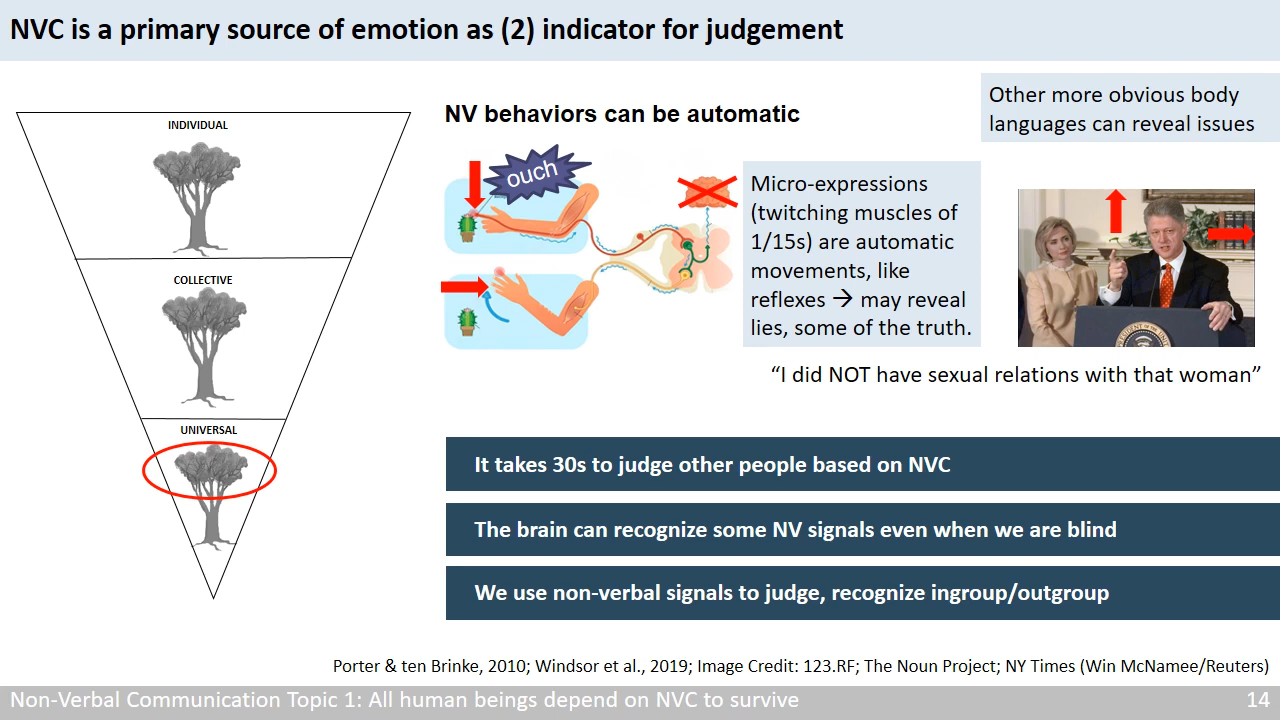 NVC is a primary source of emotion as (2) indicator for judgement
INDIVIDUAL
COLLECTIVE
UNIVERSAL
NV behaviors can be automatic
ouch
Micro-expressions
(twitching muscles of
1/15s) are automatic
movements, like
reflexes → may reveal
lies, some of the truth.
Other more obvious body
languages can reveal issues
“I did NOT have sexual relations with that woman”
It takes 30s to judge other people based on NVC
The brain can recognize some NV signals even when we are blind
We use non-verbal signals to judge, recognize ingroup/outgroup
Porter & ten Brinke, 2010; Windsor et al., 2019; Image Credit: 123.RF; The Noun Project; NY Times (Win McNamee/Reuters)
Non-Verbal Communication Topic 1: All human beings depend on NVC to survive
14